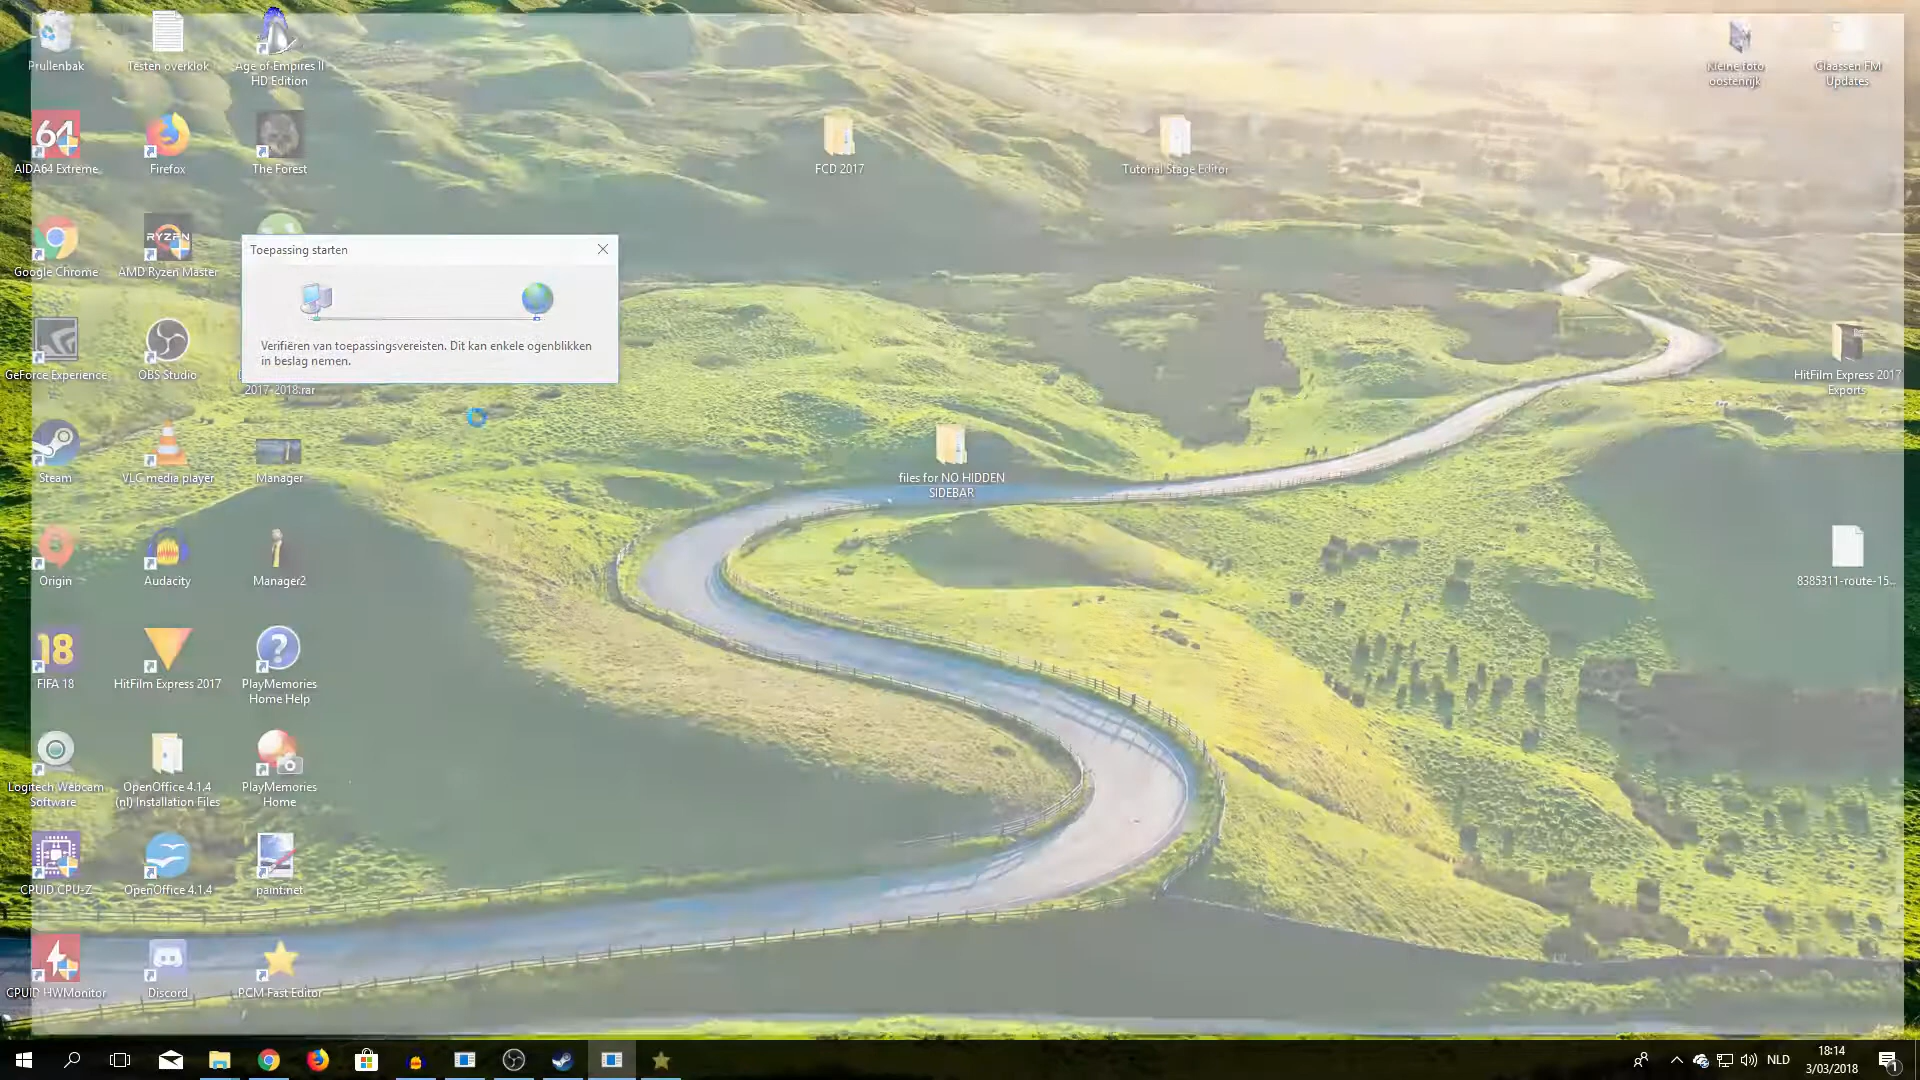 Prullenbak
Testen overklok
Age of Empires II
HD Edition
Kleine foto
oostenrijk
Claassen FM
Updates
64
AIDA64 Extreme
Firefox
The Forest
FCD 2017
Tutorial Stage Editor
RYZEN
Google Chrome
AMD Ryzen Master
Toepassing starten
Verifiëren van toepassingsvereisten. Dit kan enkele ogenblikken
in beslag nemen.
GeForce Experience
OBS Studio
2017-2018.rar
HitFilm Express 2017
Exports
Steam
VLC media player
Manager
files for NO HIDDEN
SIDEBAR
Origin
Audacity
Manager2
8385311-route-15...
18
FIFA 18
HitFilm Express 2017
PlayMemories
Home Help
Logitech Webcam
Software
OpenOffice 4.1.4
(nl) Installation Files
PlayMemories
Home
CPUID CPU-Z
OpenOffice 4.1.4
paint.net
CPUID HWMonitor
Discord
PCM Fast Editor
NLD
18:14
3/03/2018
1